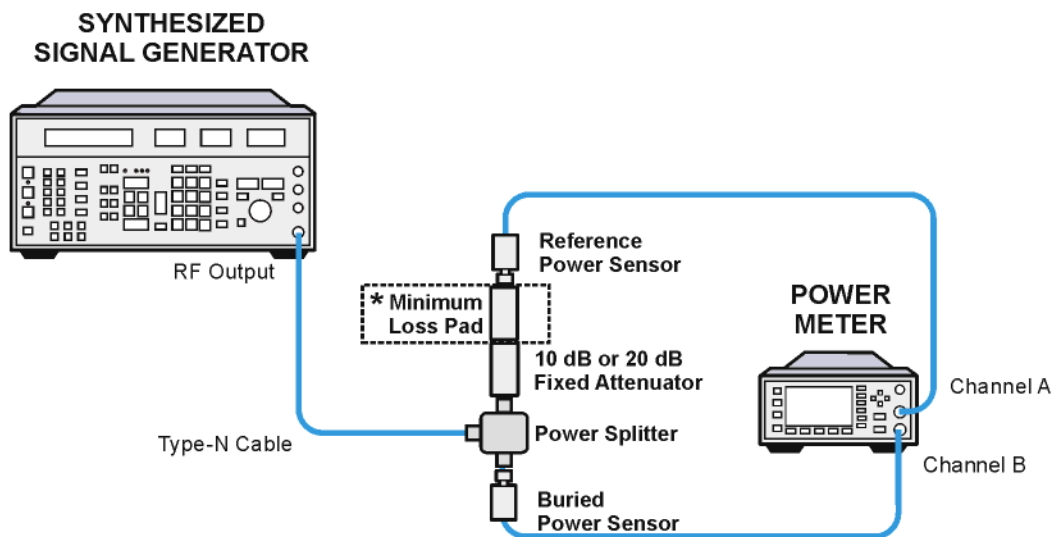 SYNTHESIZED
SIGNAL GENERATOR
RF Output
Reference
Power Sensor
* Minimum
Loss Pad
POWER
METER
10 dB or 20 dB
Fixed Attenuator
Channel A
Type-N Cable
Power Splitter
Channel B
Buried
Power Sensor